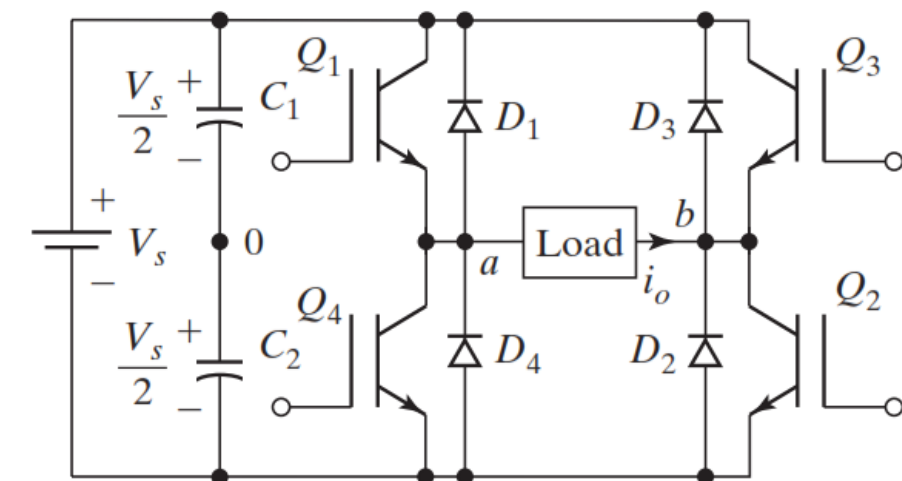 Q₁ Q₃
Vₛ/2 + − C₁ D₁ D₃
+ Vₛ − 0 a Load b iₒ
Q₄ Q₂
Vₛ/2 + − C₂ D₄ D₂